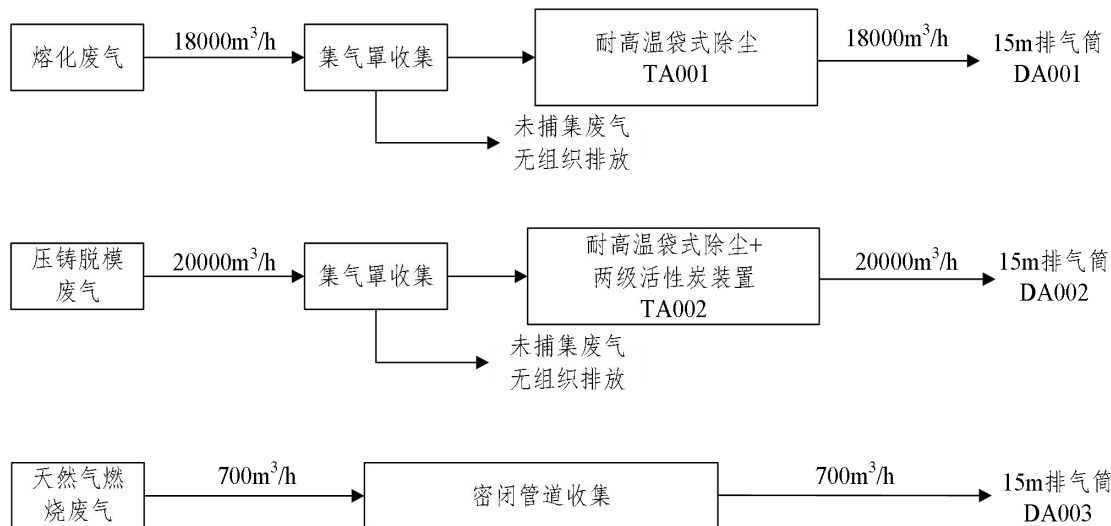 熔化废气
18000m³/h
集气罩收集
耐高温袋式除尘
TA001
18000m³/h
15m排气筒
DA001
未捕集废气
无组织排放
压铸脱模
废气
20000m³/h
集气罩收集
耐高温袋式除尘+
两级活性炭装置
TA002
20000m³/h
15m排气筒
DA002
未捕集废气
无组织排放
天然气燃
烧废气
700m³/h
密闭管道收集
700m³/h
15m排气筒
DA003